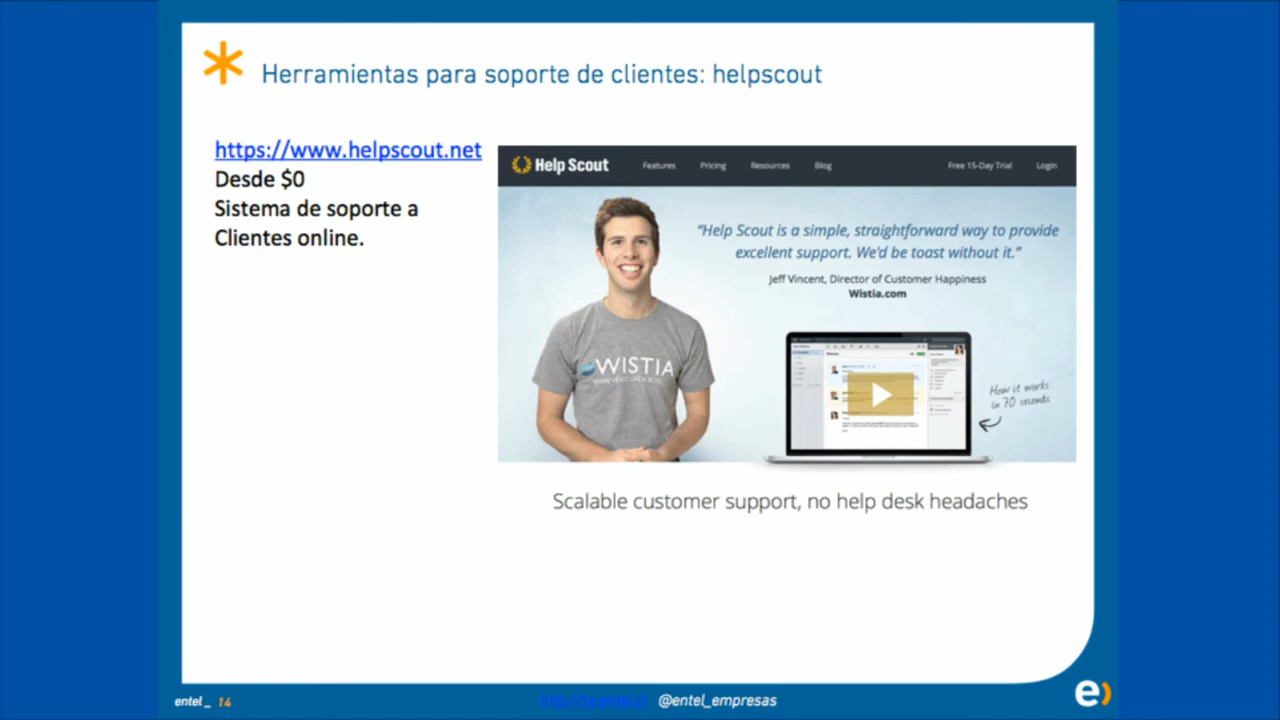 Herramientas para soporte de clientes: helpscout
https://www.helpscout.net
Desde $0
Sistema de soporte a
Clientes online.
Help Scout
Features
Pricing
Resources
Blog
Free 15-Day Trial
Login
“Help Scout is a simple, straightforward way to provide
excellent support. We'd be toast without it.”
Jeff Vincent, Director of Customer Happiness
Wistia.com
WISTIA
How it works
in 70 seconds
Scalable customer support, no help desk headaches
entel_ 14
@entel_empresas
e)